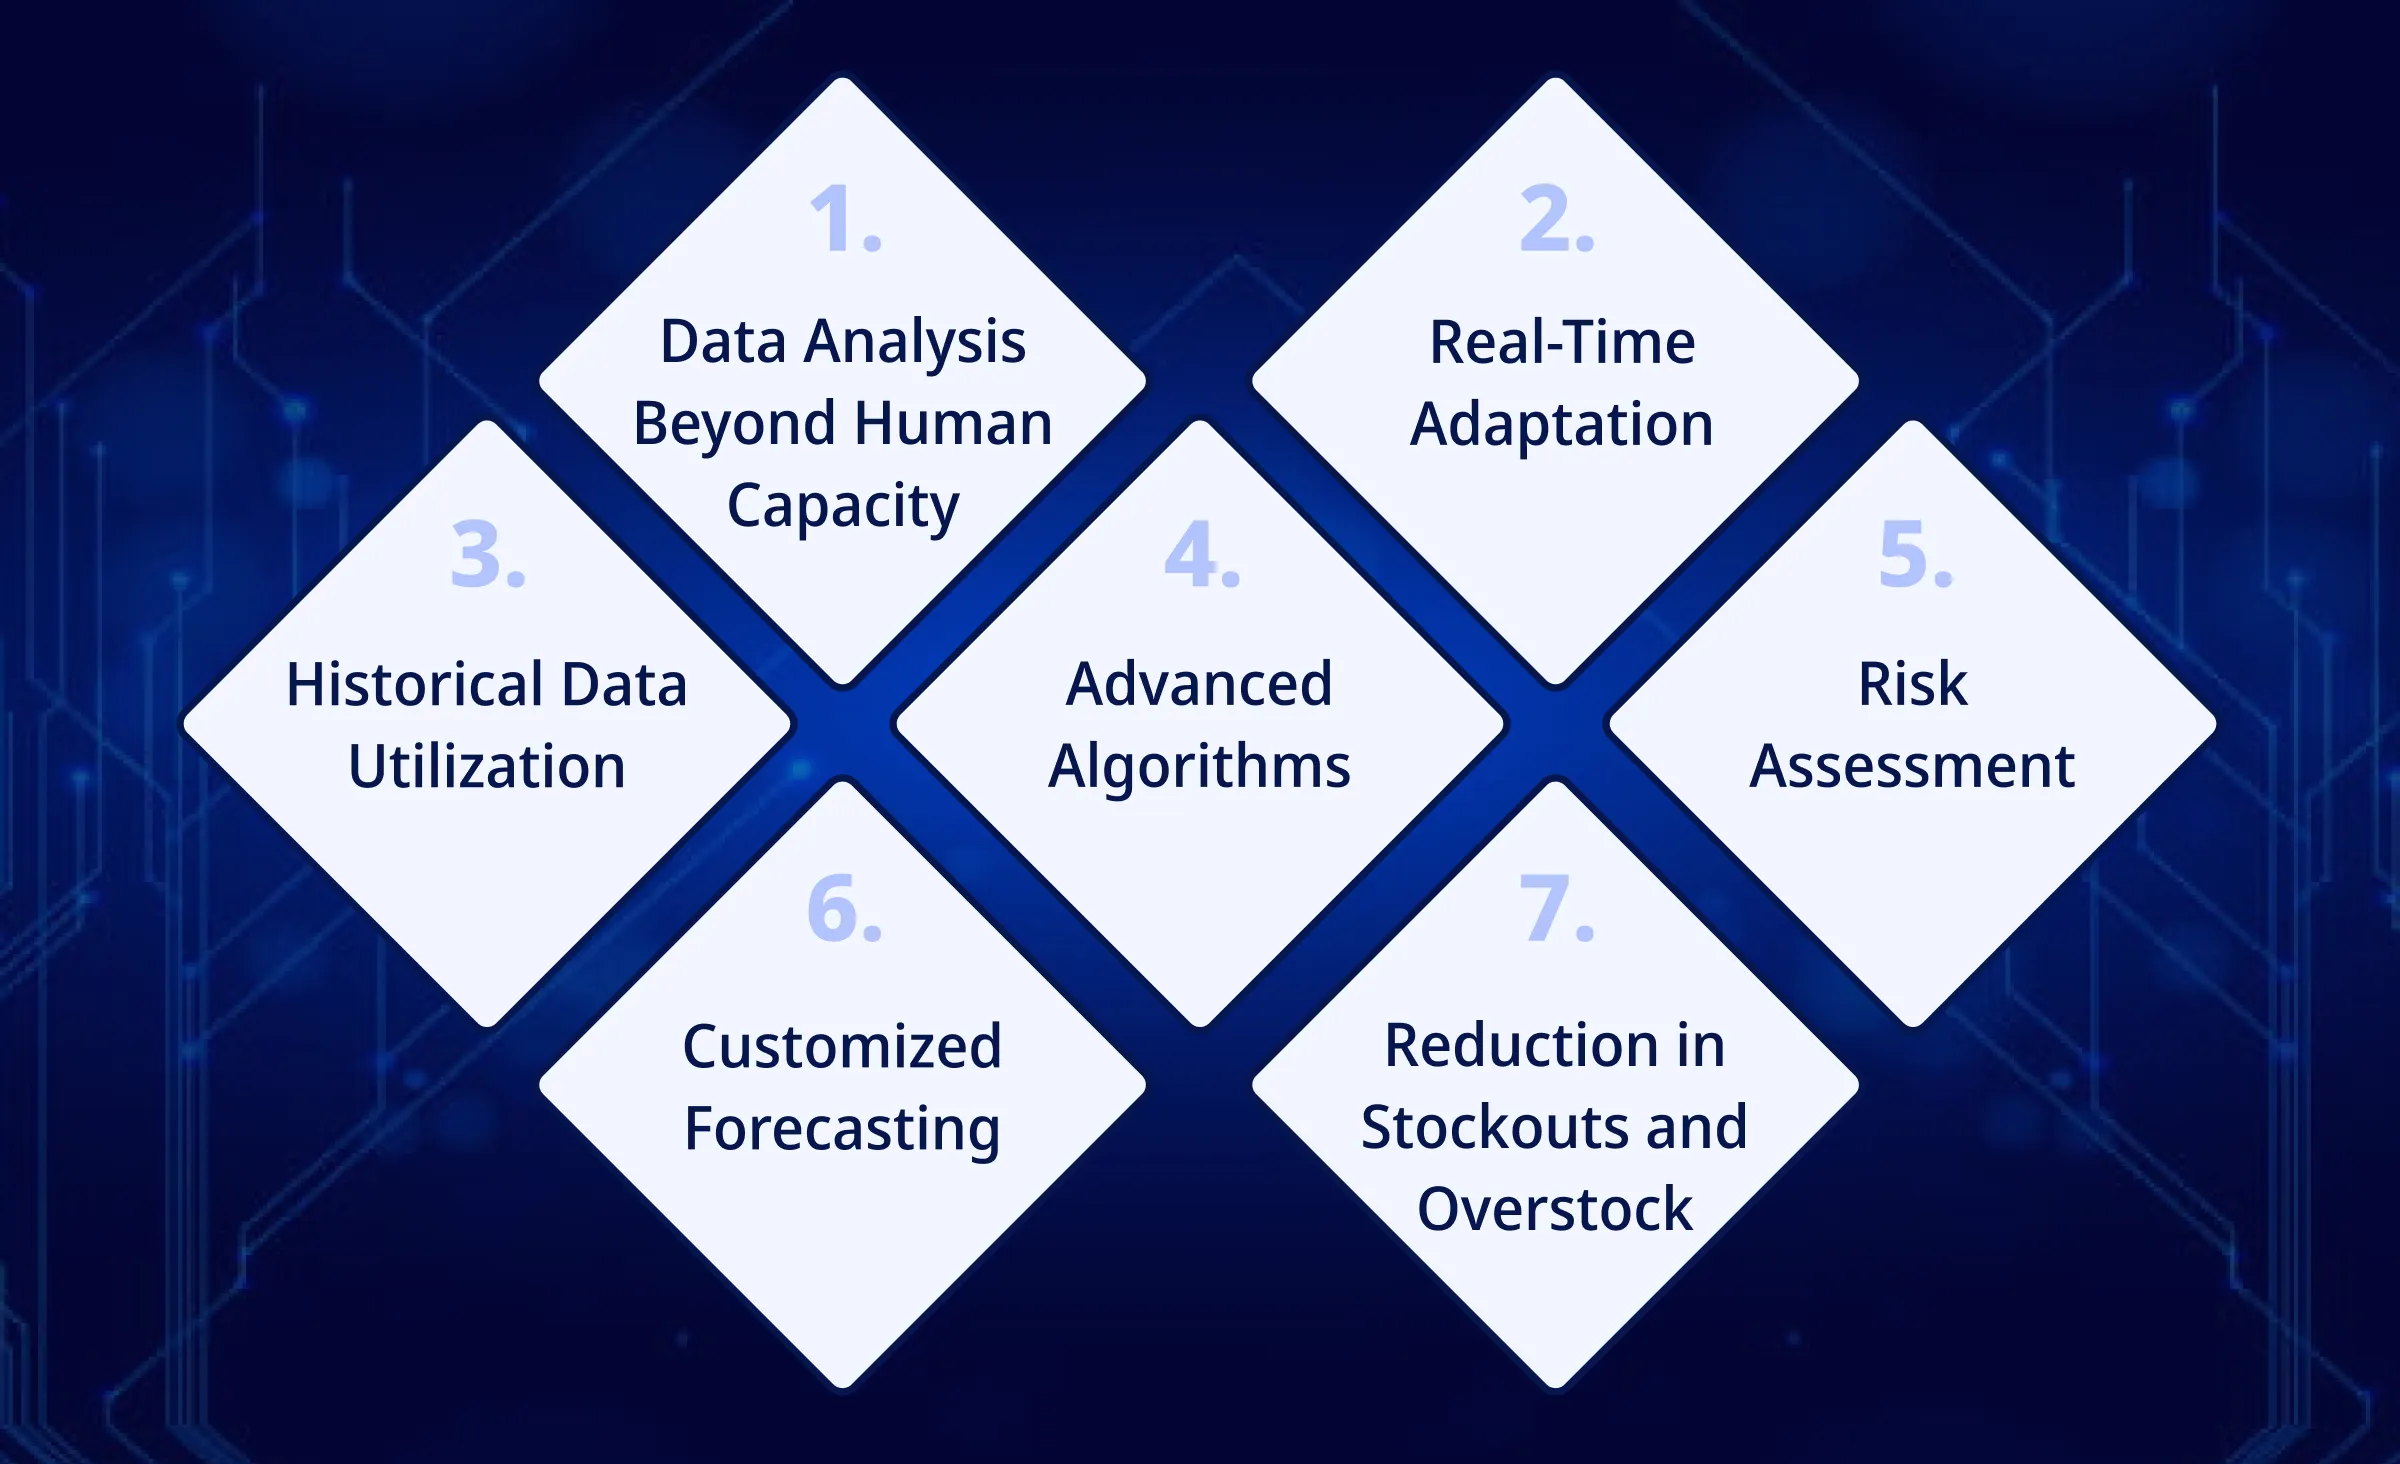 1.
Data Analysis
Beyond Human
Capacity
2.
Real-Time
Adaptation
3.
Historical Data
Utilization
4.
Advanced
Algorithms
5.
Risk
Assessment
6.
Customized
Forecasting
7.
Reduction in
Stockouts and
Overstock